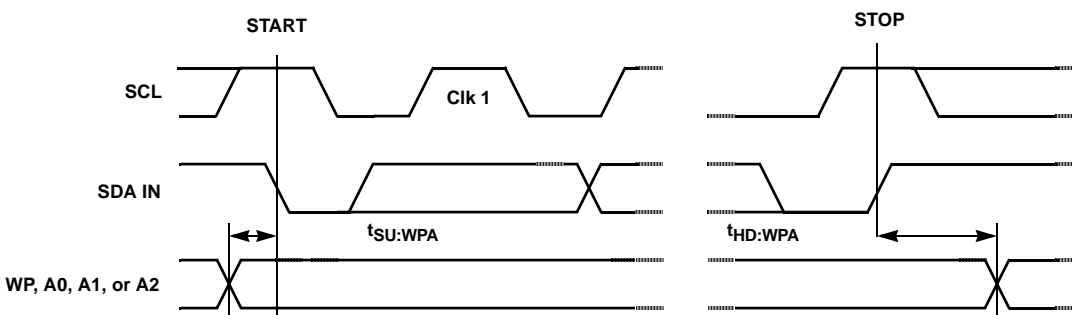 START
STOP
SCL
Clk 1
SDA IN
tSU:WPA
tHD:WPA
WP, A0, A1, or A2